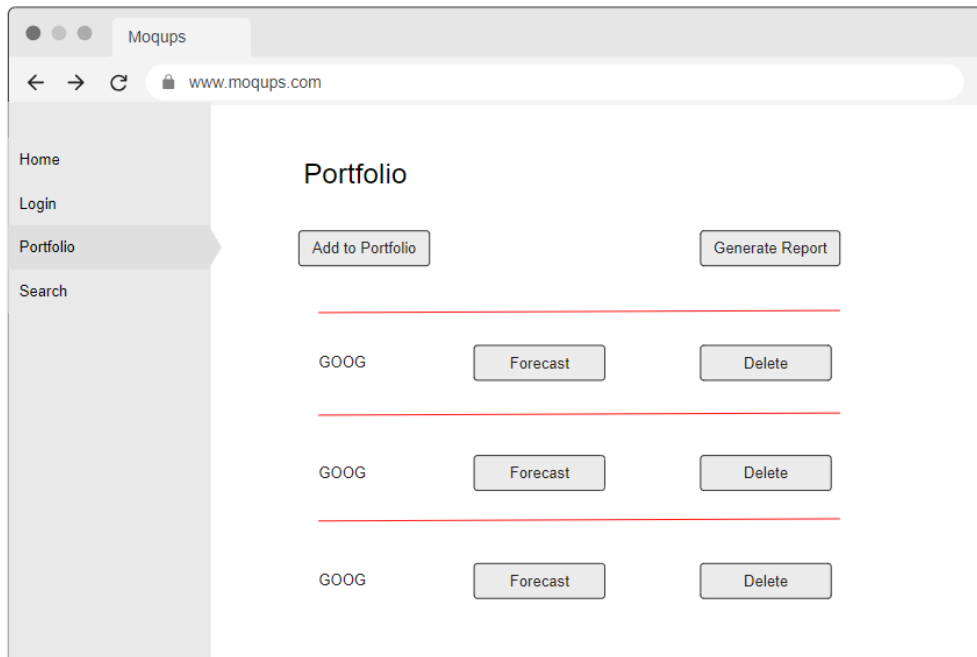 Moqups
www.moqups.com
Home
Login
Portfolio
Search
Portfolio
Add to Portfolio Generate Report
GOOG Forecast Delete
GOOG Forecast Delete
GOOG Forecast Delete